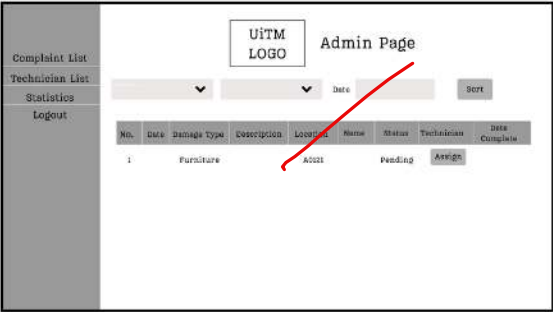 UiTM
LOGO
Admin Page
Complaint List
Technician List
Statistics
Logout
Date
Sort
No. Date Damage Type Description Location Name Status Technician Date Complete
1 Furniture A0121 Pending Assign